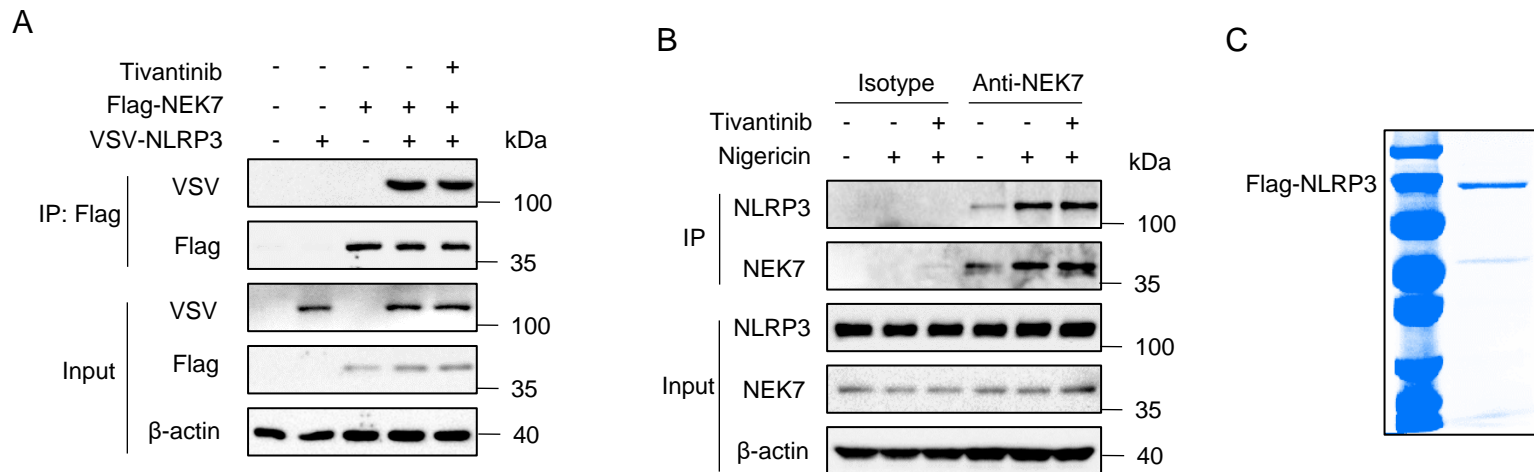 A
Tivantinib - - - - +
Flag-NEK7 - - + + +
VSV-NLRP3 - + - + + kDa
IP: Flag
VSV 100
Flag 35
Input
VSV 100
Flag 35
β-actin 40
B
Isotype Anti-NEK7
Tivantinib - - + - - +
Nigericin - + + - + + kDa
IP
NLRP3 100
NEK7 35
Input
NLRP3 100
NEK7 35
β-actin 40
C
Flag-NLRP3